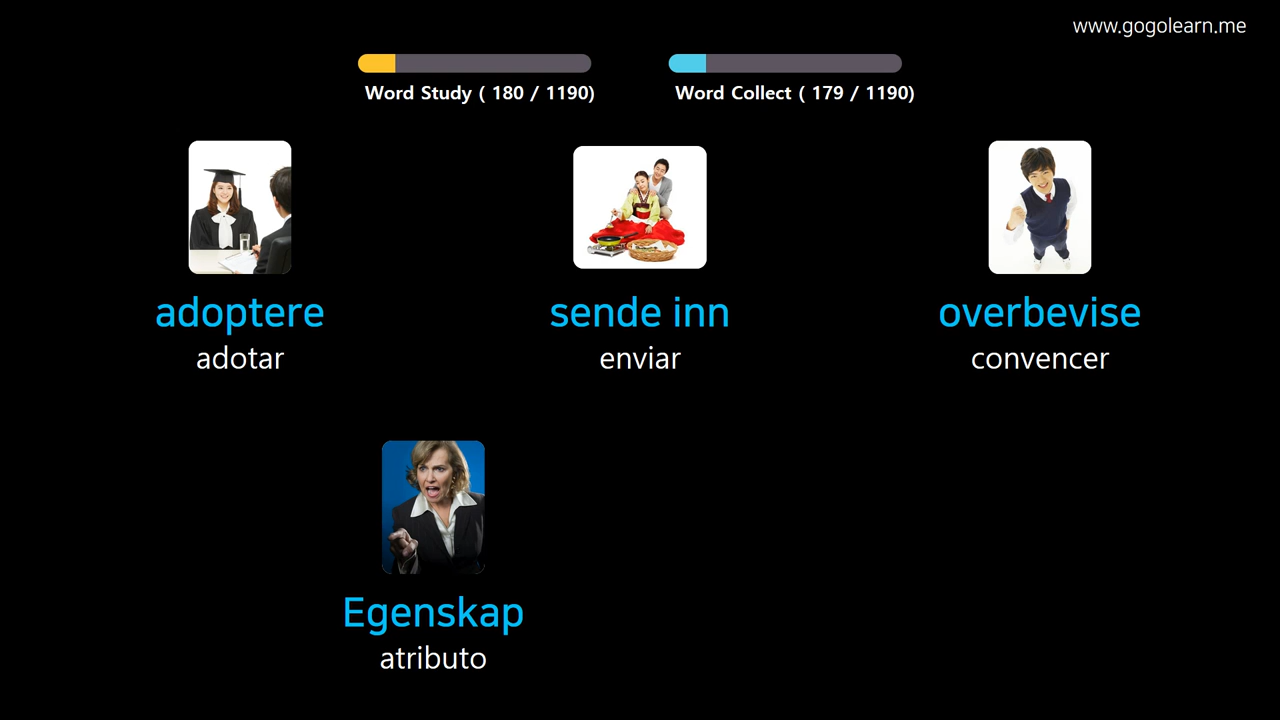 www.gogolearn.me
Word Study ( 180 / 1190)
Word Collect ( 179 / 1190)
adoptere
adotar
sende inn
enviar
overbevise
convencer
Egenskap
atributo